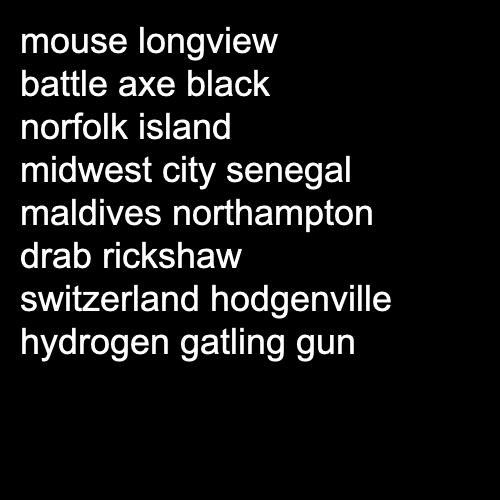 mouse longview
battle axe black
norfolk island
midwest city senegal
maldives northampton
drab rickshaw
switzerland hodgenville
hydrogen gatling gun